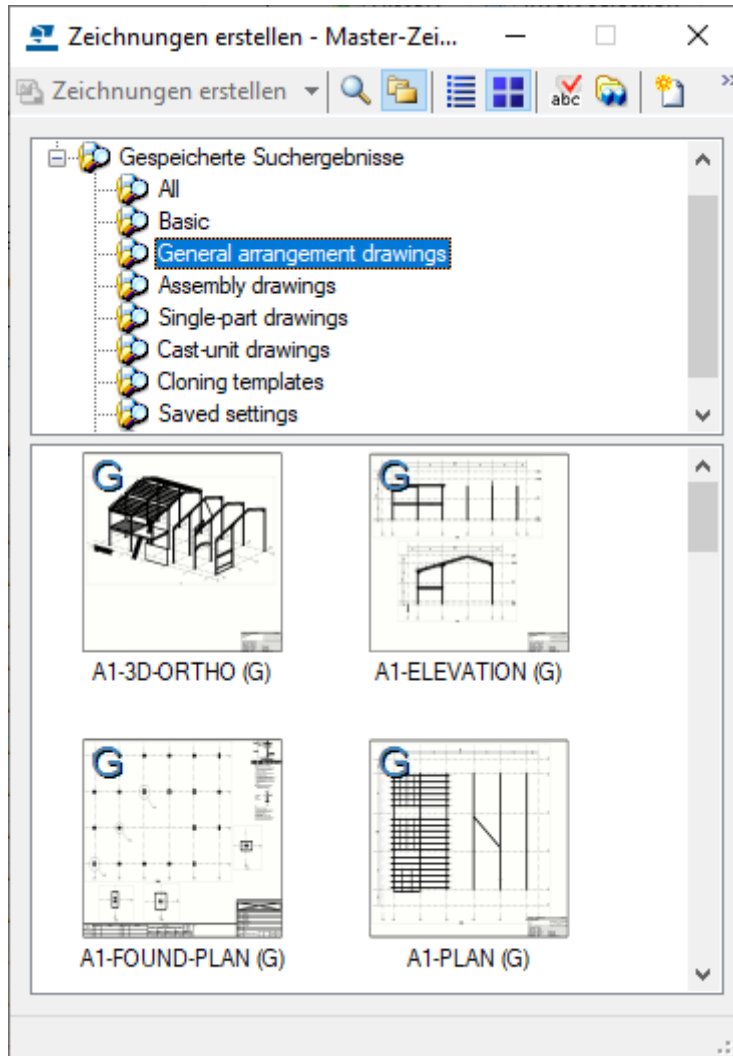 Zeichnungen erstellen - Master-Zei...
Zeichnungen erstellen
abc
Gespeicherte Suchergebnisse
All
Basic
General arrangement drawings
Assembly drawings
Single-part drawings
Cast-unit drawings
Cloning templates
Saved settings
G
A1-3D-ORTHO (G)
G
A1-ELEVATION (G)
G
A1-FOUND-PLAN (G)
G
A1-PLAN (G)